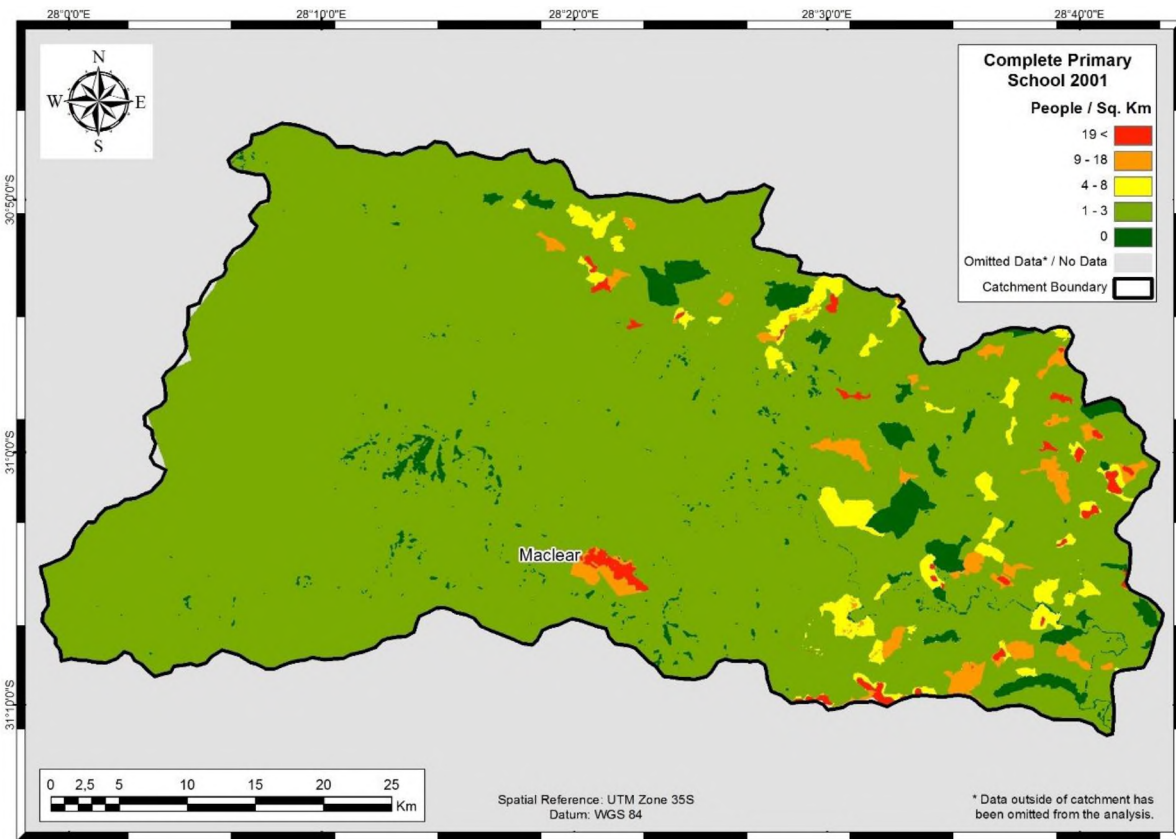 28°0'0"E
28°10'0"E
28°20'0"E
28°30'0"E
28°40'0"E
N
W
E
S
Complete Primary
School 2001
People / Sq. Km
19 <
9 - 18
4 - 8
1 - 3
0
Omitted Data* / No Data
Catchment Boundary
30°50'0"S
31°0'0"S
31°10'0"S
Maclear
0 2,5 5 10 15 20 25
Km
Spatial Reference: UTM Zone 35S
Datum: WGS 84
* Data outside of catchment has
been omitted from the analysis.